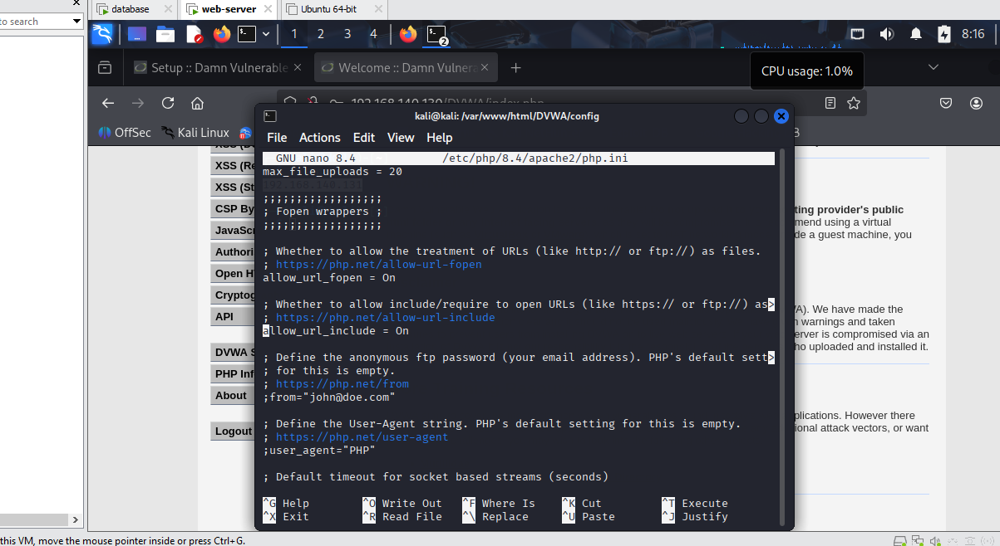 to search
database
web-server
Ubuntu 64-bit
1 2 3 4
2
8:16
Setup :: Damn Vulnerable
Welcome :: Damn Vulnera
CPU usage: 1.0%
192.168.140.130/DVWA/index.php
OffSec
Kali Linux
kali@kali: /var/www/html/DVWA/config
File Actions Edit View Help
GNU nano 8.4 /etc/php/8.4/apache2/php.ini
max_file_uploads = 20
;;;;;;;;;;;;;;;;;;
; Fopen wrappers ;
;;;;;;;;;;;;;;;;;;
; Whether to allow the treatment of URLs (like http:// or ftp://) as files.
; https://php.net/allow-url-fopen
allow_url_fopen = On
; Whether to allow include/require to open URLs (like https:// or ftp://) as>
; https://php.net/allow-url-include
allow_url_include = On
; Define the anonymous ftp password (your email address). PHP's default sett>
; for this is empty.
; https://php.net/from
;from="john@doe.com"
; Define the User-Agent string. PHP's default setting for this is empty.
; https://php.net/user-agent
;user_agent="PHP"
; Default timeout for socket based streams (seconds)
^G Help ^O Write Out ^F Where Is ^K Cut ^T Execute
^X Exit ^R Read File ^\ Replace ^U Paste ^J Justify
XSS (Re
XSS (St
CSP By
JavaScr
Authori
Open H
Cryptog
API
DVWA S
PHP Inf
About
Logout
ting provider's public
mend using a virtual
de a guest machine, you
VA). We have made the
n warnings and taken
erver is compromised via an
ho uploaded and installed it.
plications. However there
ional attack vectors, or want
this VM, move the mouse pointer inside or press Ctrl+G.